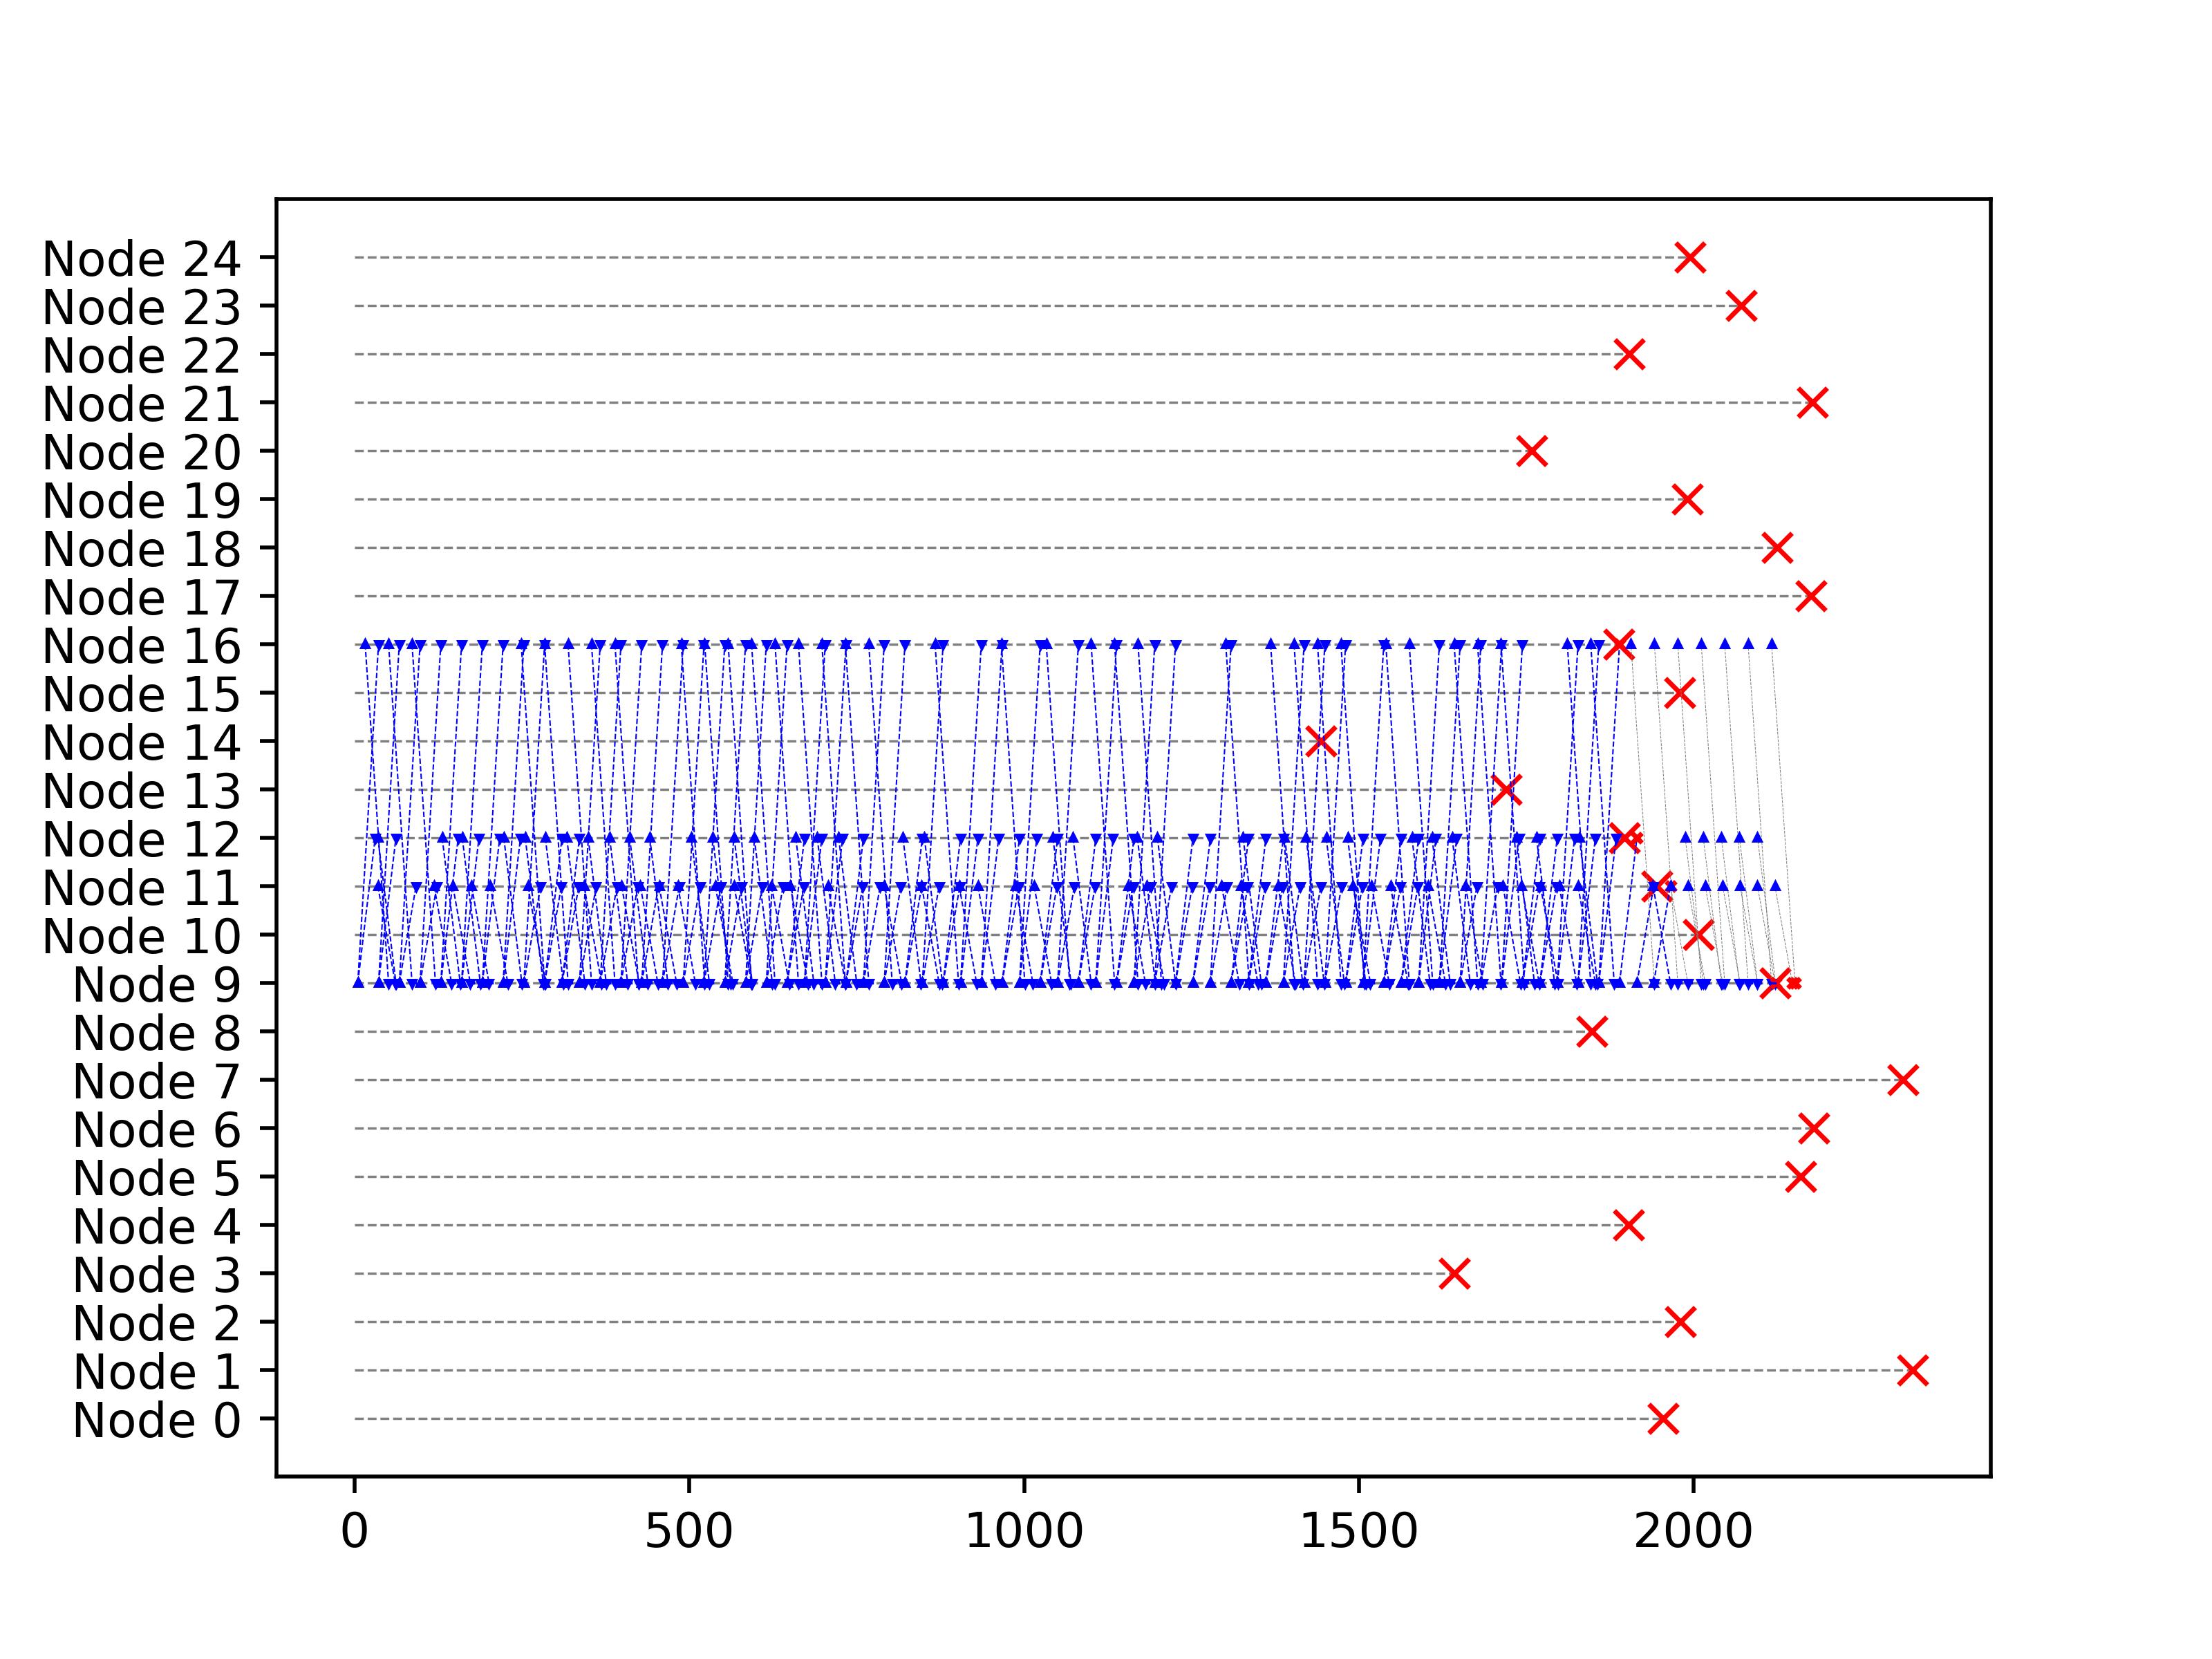 Node 24
Node 23
Node 22
Node 21
Node 20
Node 19
Node 18
Node 17
Node 16
Node 15
Node 14
Node 13
Node 12
Node 11
Node 10
Node 9
Node 8
Node 7
Node 6
Node 5
Node 4
Node 3
Node 2
Node 1
Node 0
0 500 1000 1500 2000